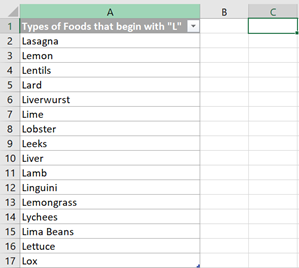 A B C
1 Types of Foods that begin with "L"
2 Lasagna
3 Lemon
4 Lentils
5 Lard
6 Liverwurst
7 Lime
8 Lobster
9 Leeks
10 Liver
11 Lamb
12 Linguini
13 Lemongrass
14 Lychees
15 Lima Beans
16 Lettuce
17 Lox